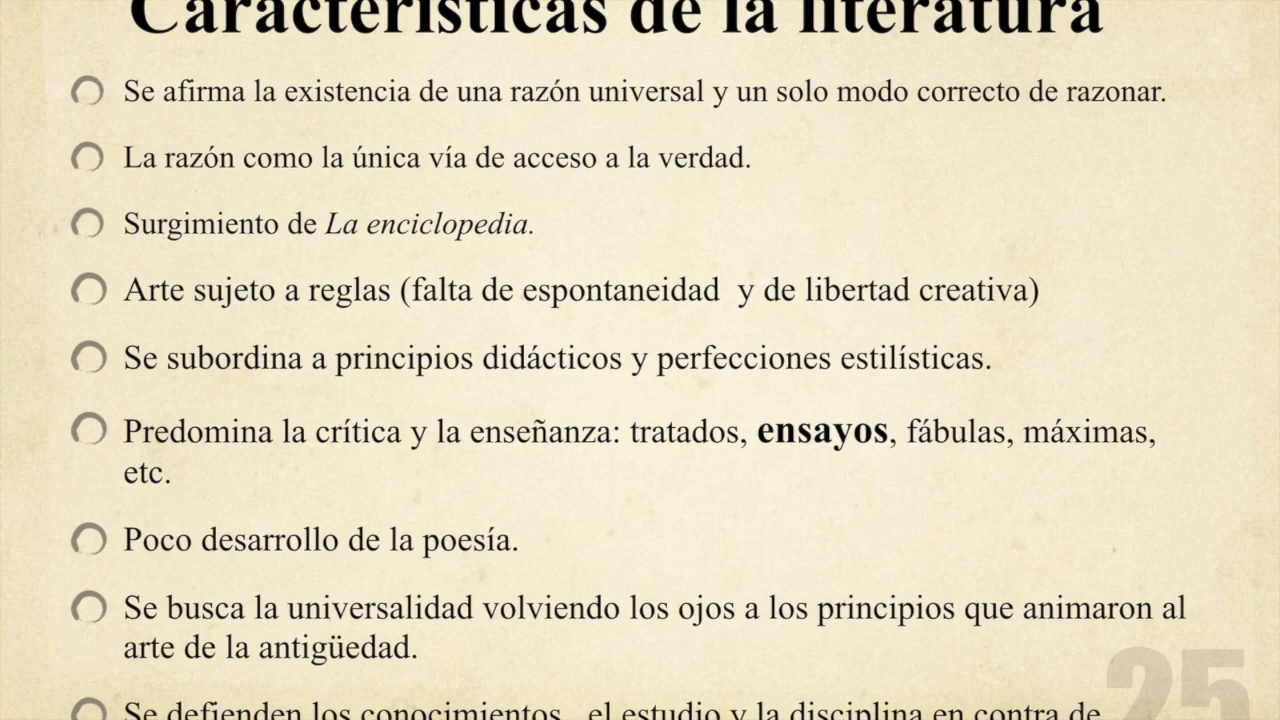 Características de la literatura
Se afirma la existencia de una razón universal y un solo modo correcto de razonar.
La razón como la única vía de acceso a la verdad.
Surgimiento de La enciclopedia.
Arte sujeto a reglas (falta de espontaneidad  y de libertad creativa)
Se subordina a principios didácticos y perfecciones estilísticas.
Predomina la crítica y la enseñanza: tratados, ensayos, fábulas, máximas,
etc.
Poco desarrollo de la poesía.
Se busca la universalidad volviendo los ojos a los principios que animaron al
arte de la antigüedad.
Se defienden los conocimientos,  el estudio y la disciplina en contra de
25